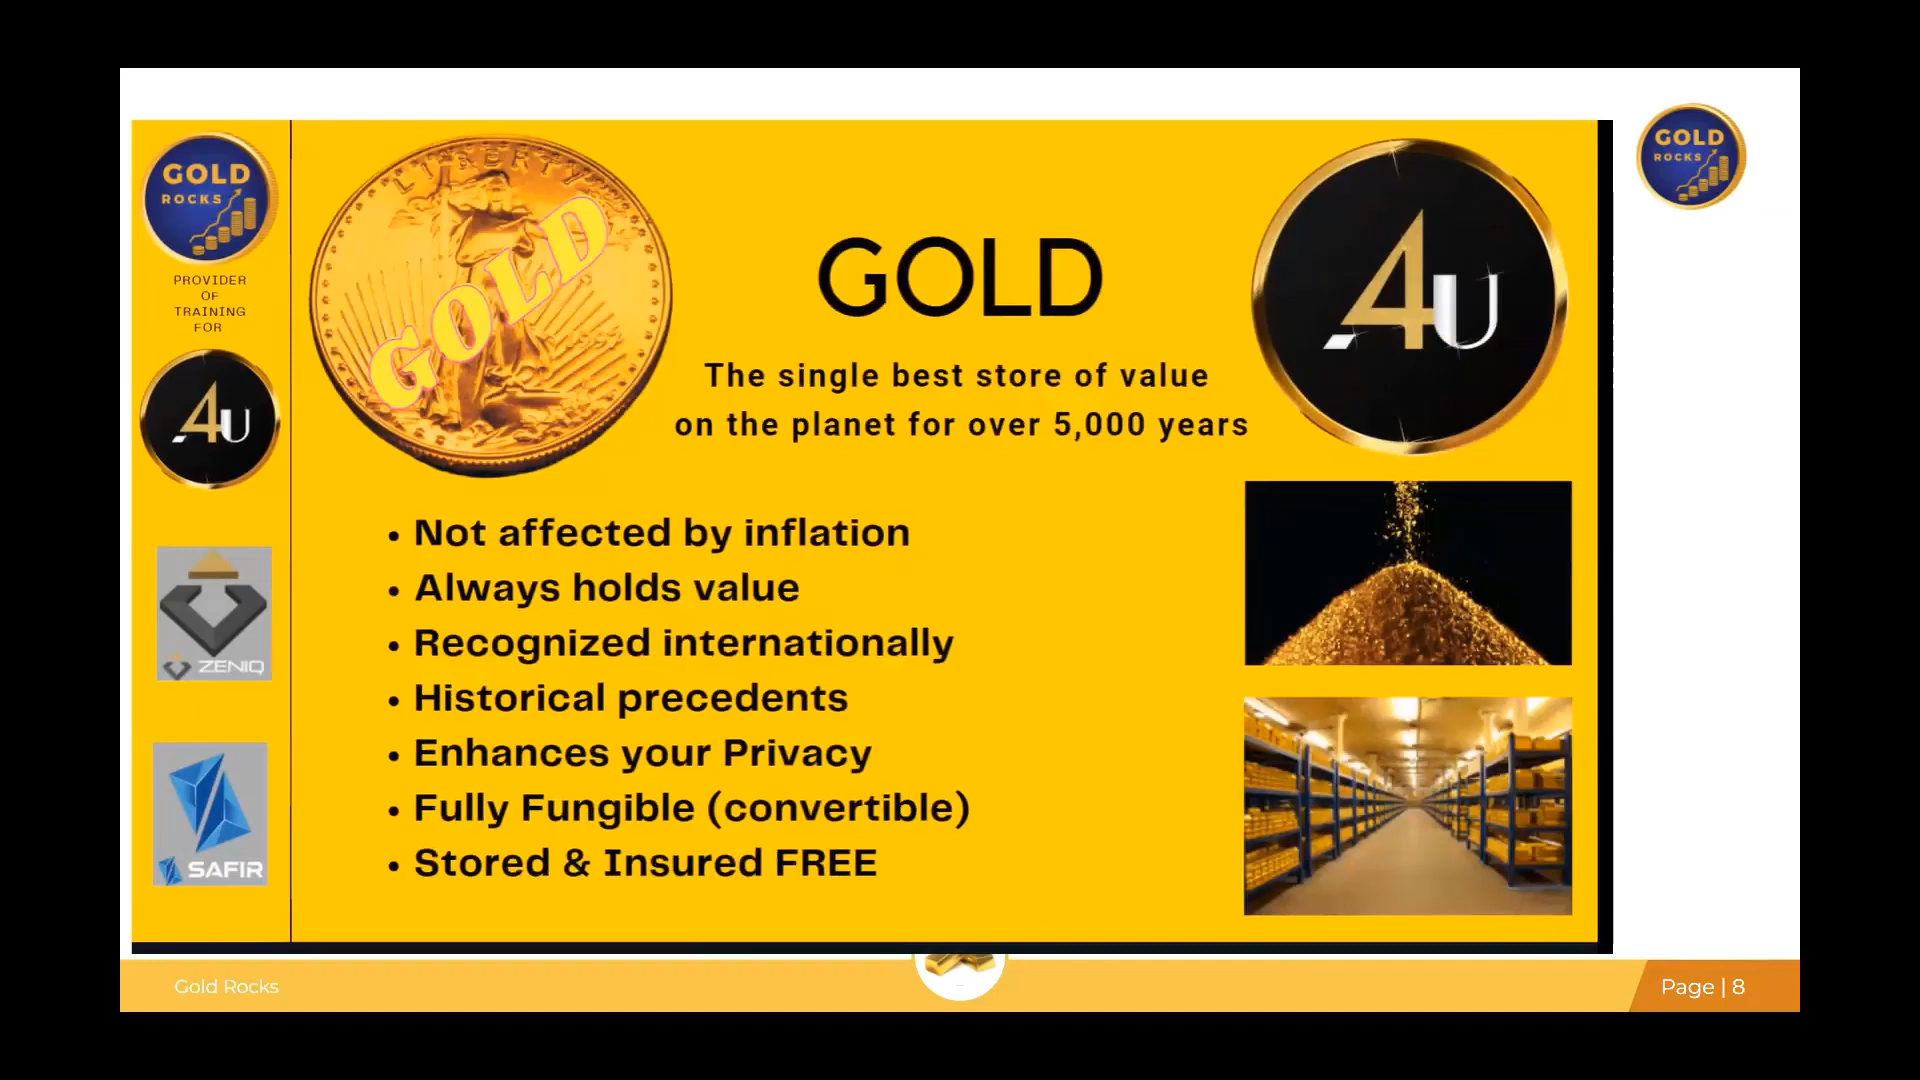 GOLD
ROCKS
PROVIDER
OF
TRAINING
FOR
A4U
ZENIQ
SAFIR
LIBERTY
GOLD
GOLD
The single best store of value
on the planet for over 5,000 years
A4U
• Not affected by inflation
• Always holds value
• Recognized internationally
• Historical precedents
• Enhances your Privacy
• Fully Fungible (convertible)
• Stored & Insured FREE
GOLD
ROCKS
Gold Rocks
Page | 8